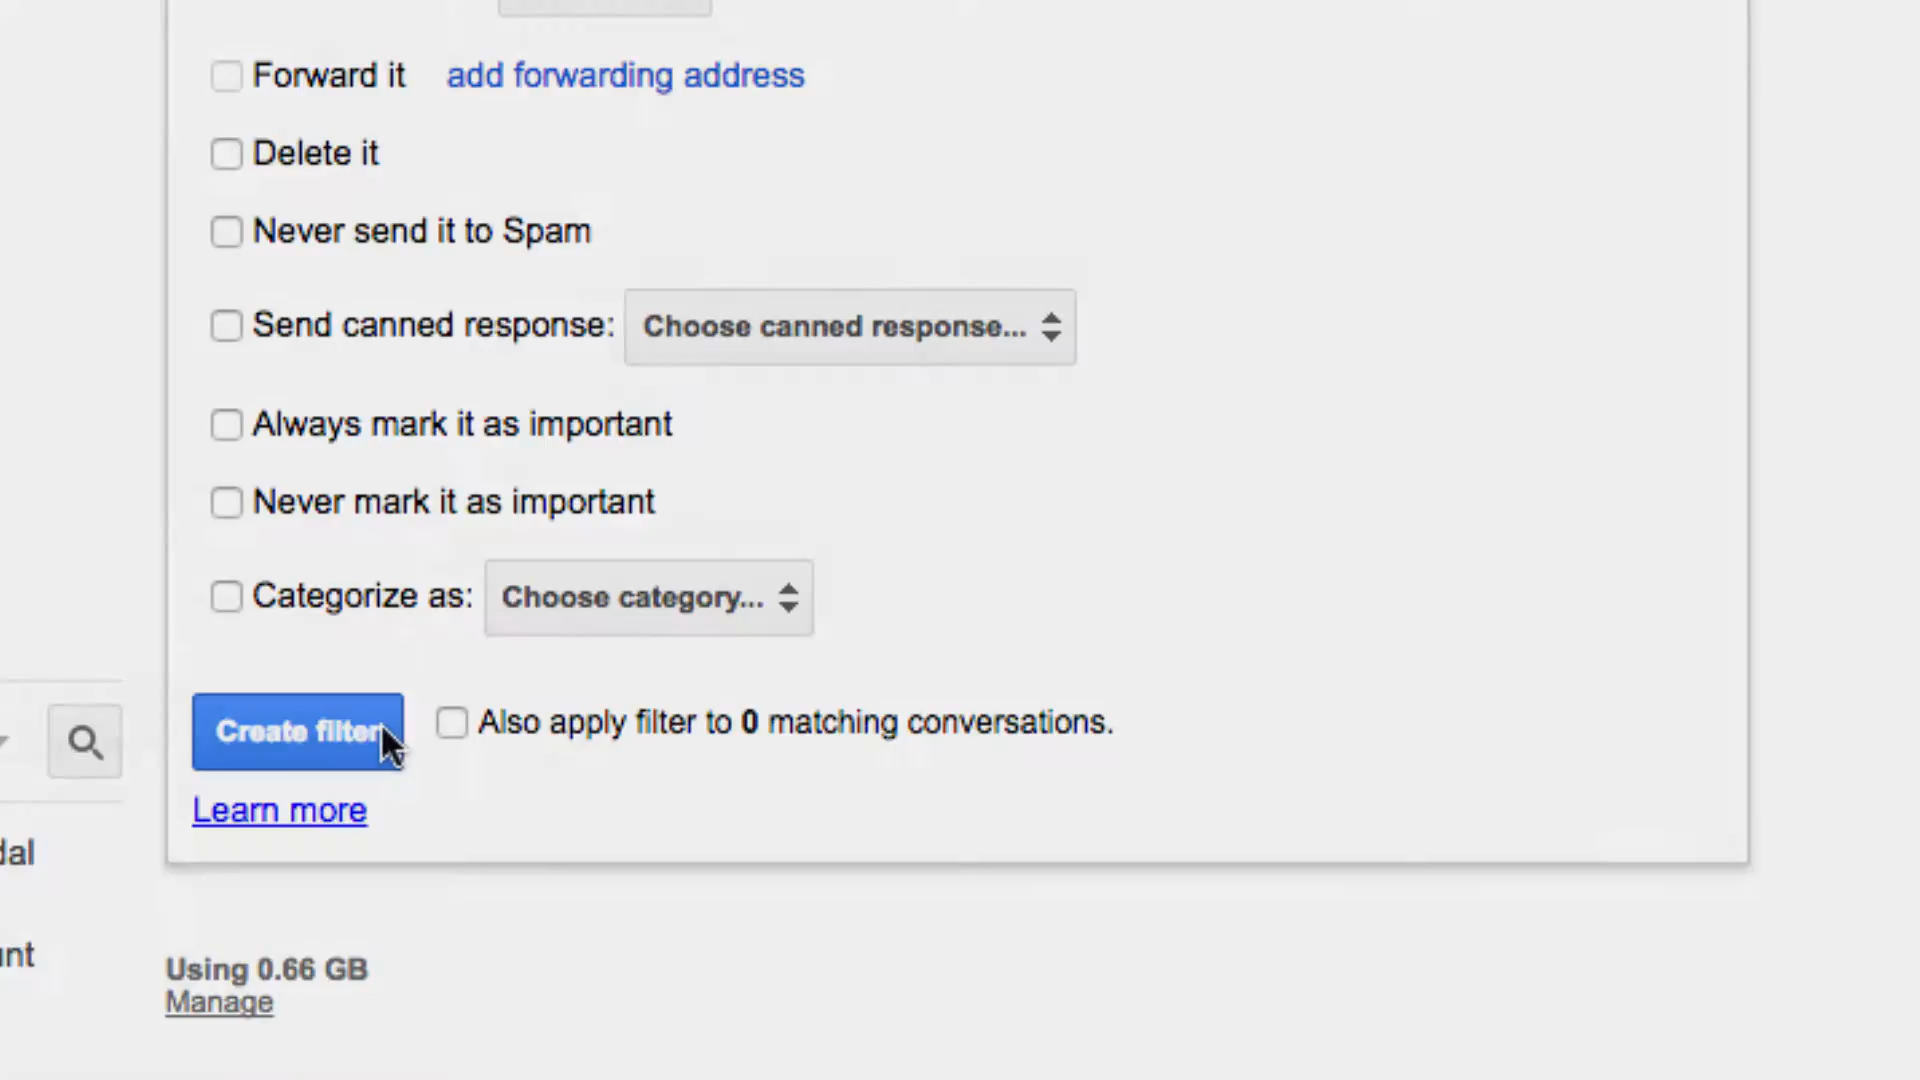 Forward it add forwarding address
Delete it
Never send it to Spam
Send canned response: Choose canned response...
Always mark it as important
Never mark it as important
Categorize as: Choose category...
Create filter Also apply filter to 0 matching conversations.
Learn more
dal
unt
Using 0.66 GB
Manage